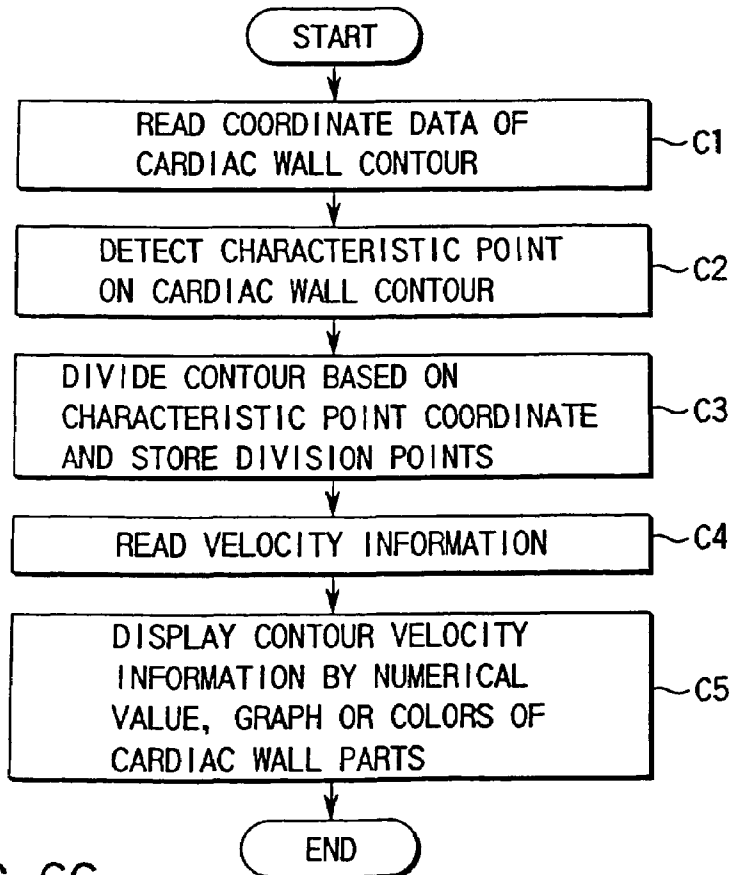 START
READ COORDINATE DATA OF
CARDIAC WALL CONTOUR
C1
DETECT CHARACTERISTIC POINT
ON CARDIAC WALL CONTOUR
C2
DIVIDE CONTOUR BASED ON
CHARACTERISTIC POINT COORDINATE
AND STORE DIVISION POINTS
C3
READ VELOCITY INFORMATION
C4
DISPLAY CONTOUR VELOCITY
INFORMATION BY NUMERICAL
VALUE, GRAPH OR COLORS OF
CARDIAC WALL PARTS
C5
END